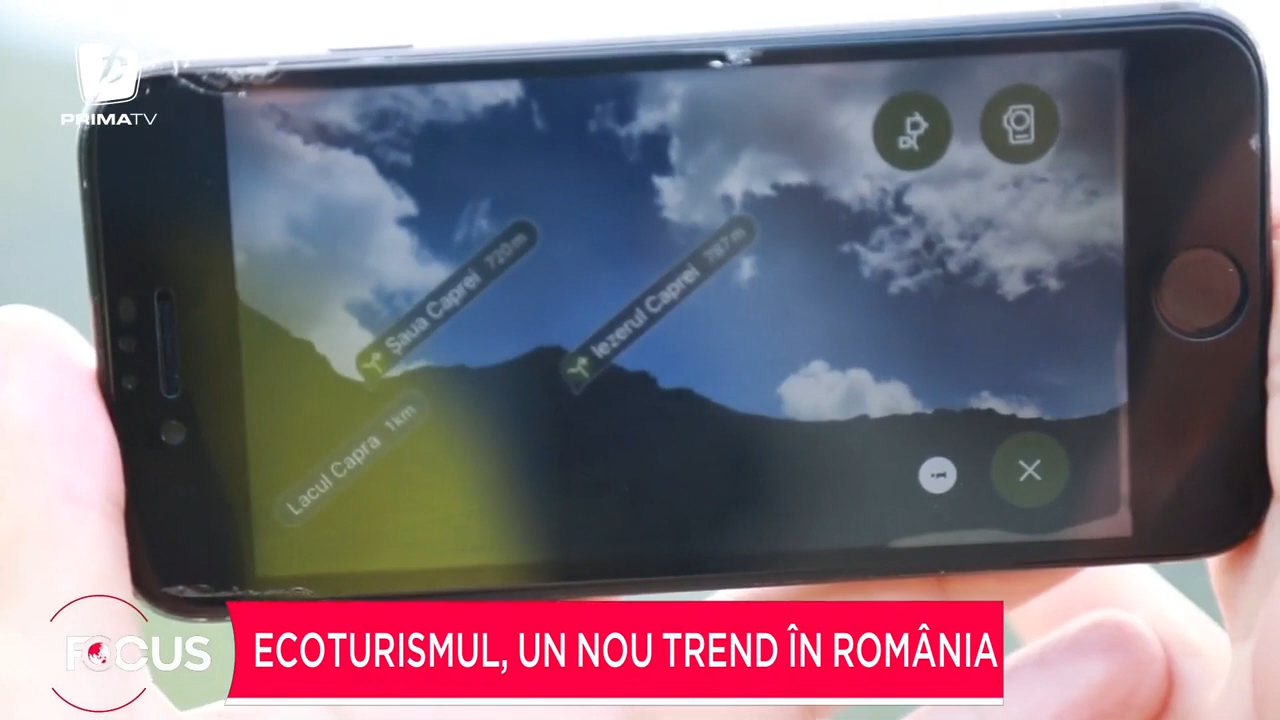 PRIMATV
Șaua Caprei 720m
Iezerul Caprei 787m
Lacul Capra 1km
FOCUS
ECOTURISMUL, UN NOU TREND ÎN ROMÂNIA